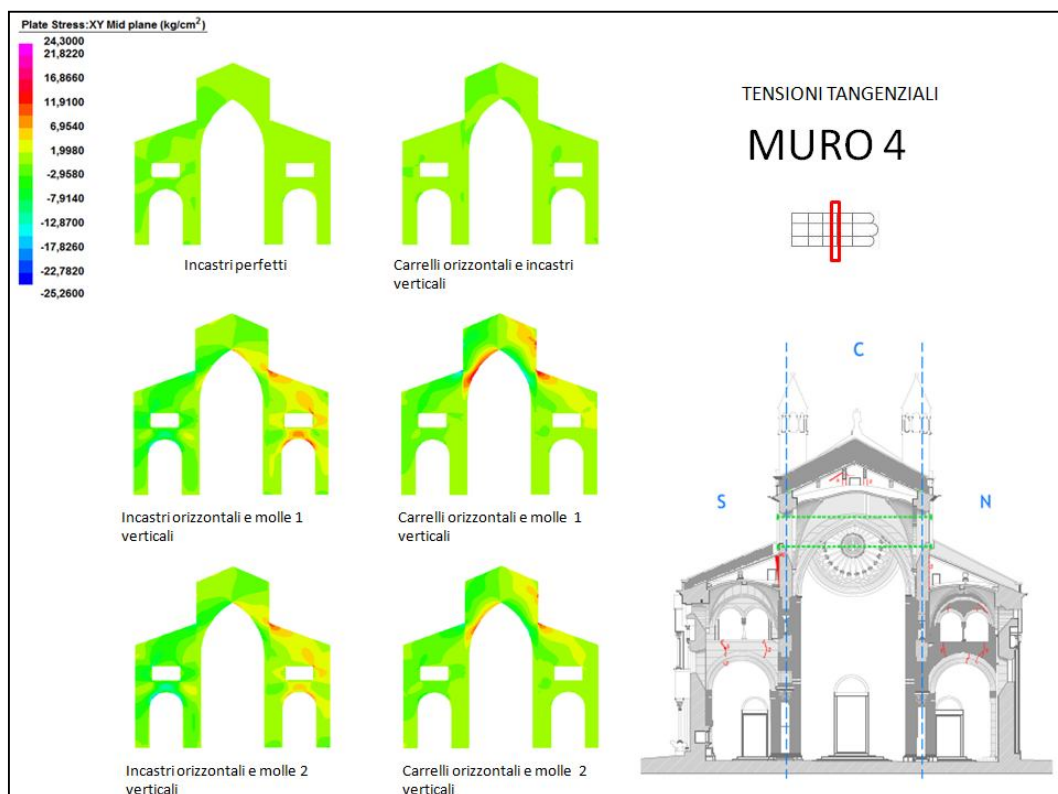 Plate Stress:XY Mid plane (kg/cm²)
24,3000
21,8220
16,8660
11,9100
6,9540
1,9980
-2,9580
-7,9140
-12,8700
-17,8260
-22,7820
-25,2600
TENSIONI TANGENZIALI
MURO 4
Incastri perfetti
Carrelli orizzontali e incastri
verticali
Incastri orizzontali e molle 1
verticali
Carrelli orizzontali e molle 1
verticali
C
S
N
Incastri orizzontali e molle 2
verticali
Carrelli orizzontali e molle 2
verticali